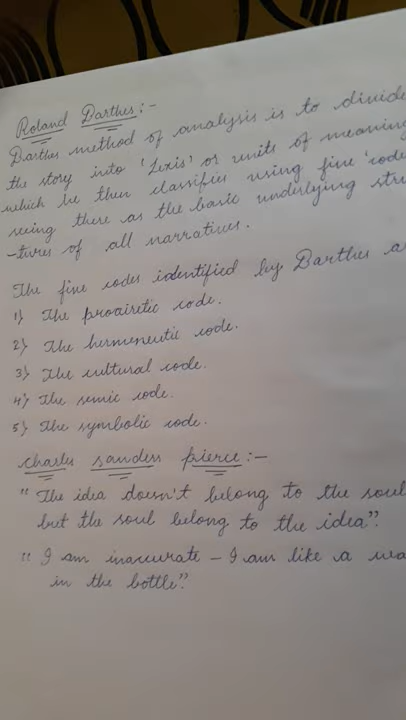 Roland Barthes:-
Barthes method of analysis is to divide
the story into 'Lexis' or units of meaning
which he then classifies using five 'code
seeing these as the basic underlying stru
-tures of all narratives.
The five codes identified by Barthes a
1) The proairetic code.
2) The hermeneutic code.
3) The cultural code.
4) The semic code.
5) The symbolic code.
Charles sanders pierce:-
"The idea doesn't belong to the soul
but the soul belong to the idea".
"I am inaccurate - I am like a
in the bottle".